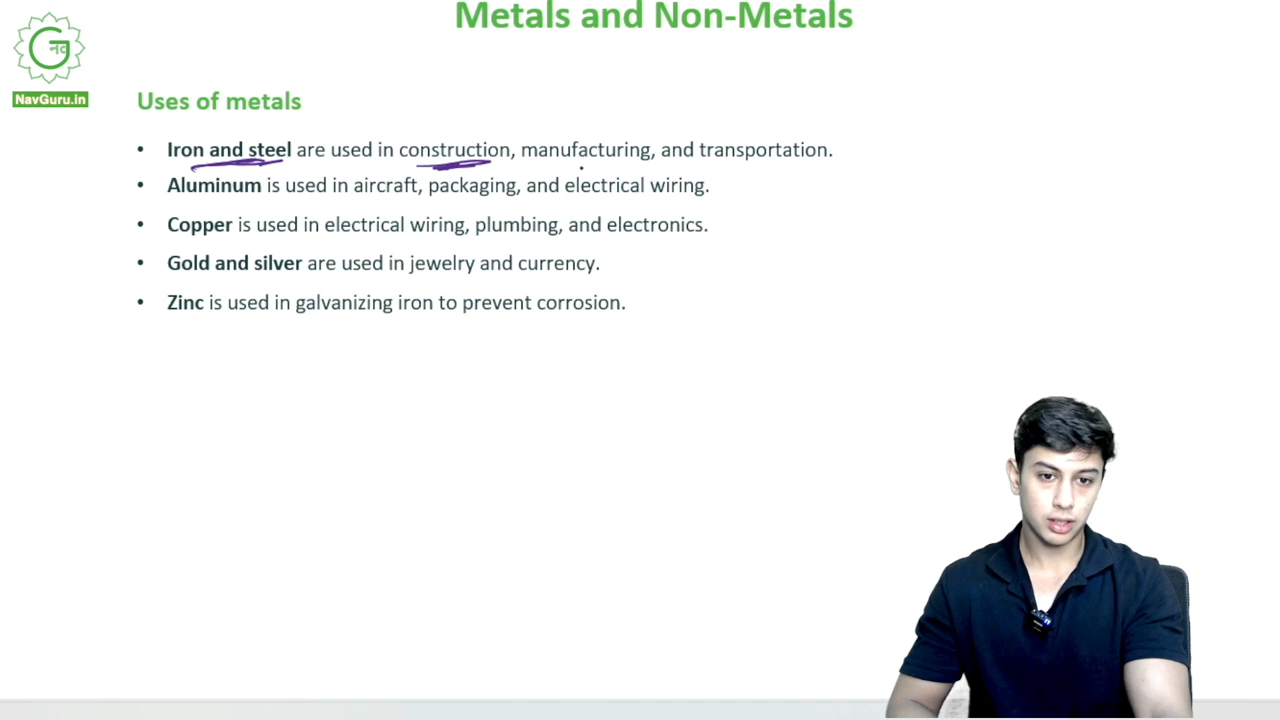 Metals and Non-Metals
नव
NavGuru.in
Uses of metals
• Iron and steel are used in construction, manufacturing, and transportation.
• Aluminum is used in aircraft, packaging, and electrical wiring.
• Copper is used in electrical wiring, plumbing, and electronics.
• Gold and silver are used in jewelry and currency.
• Zinc is used in galvanizing iron to prevent corrosion.